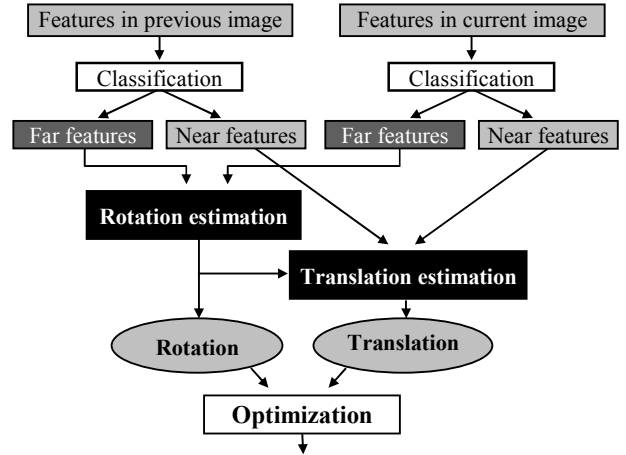 Features in previous image
Features in current image
Classification
Classification
Far features
Near features
Far features
Near features
Rotation estimation
Translation estimation
Rotation
Translation
Optimization